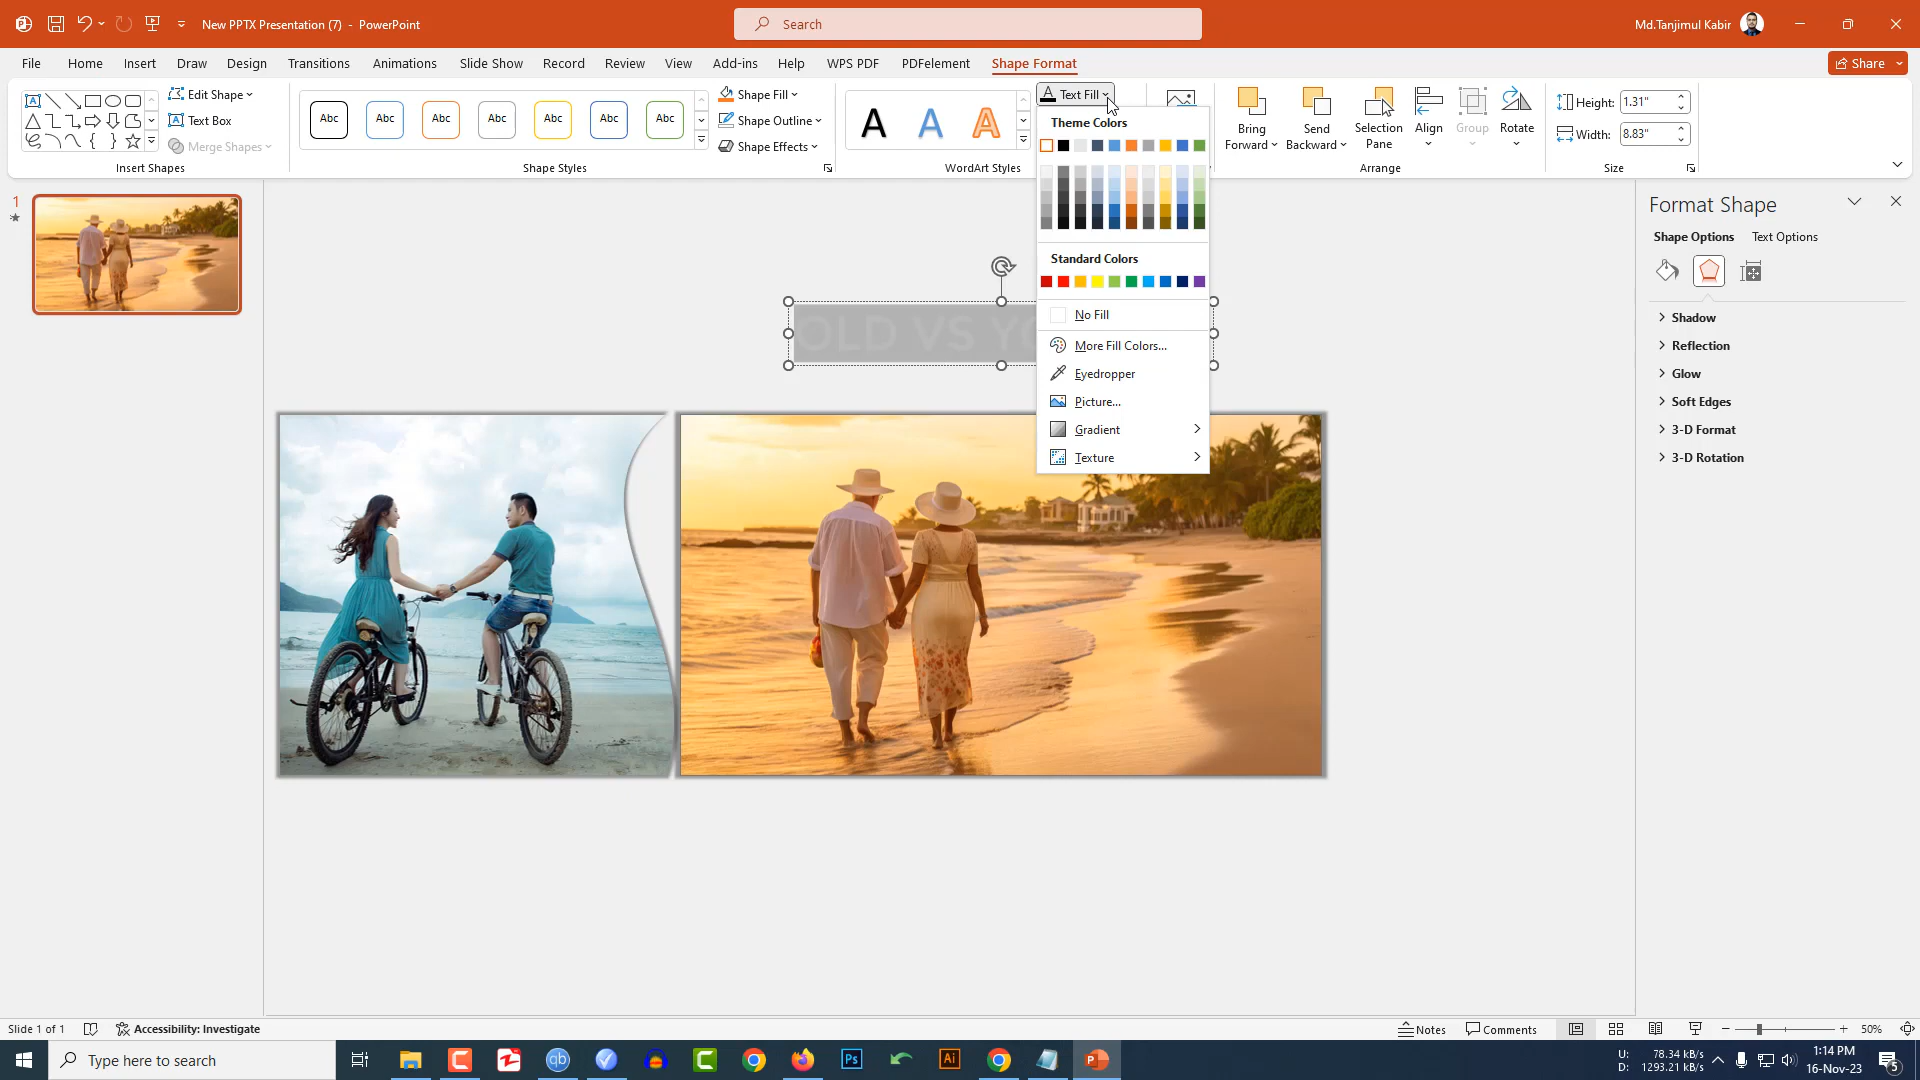 New PPTX Presentation (7) - PowerPoint
Search
Md.Tanjimul Kabir
File Home Insert Draw Design Transitions Animations Slide Show Record Review View Add-ins Help WPS PDF PDFelement Shape Format
Share
Edit Shape
Text Box
Merge Shapes
Insert Shapes
Abc Abc Abc Abc Abc Abc Abc
Shape Fill
Shape Outline
Shape Effects
Shape Styles
A A A
WordArt Styles
Text Fill
Bring Forward
Send Backward
Selection Pane
Align
Group
Rotate
Arrange
Height: 1.31"
Width: 8.83"
Size
Theme Colors
Standard Colors
No Fill
More Fill Colors...
Eyedropper
Picture...
Gradient
Texture
1
OLD VS
Format Shape
Shape Options Text Options
Shadow
Reflection
Glow
Soft Edges
3-D Format
3-D Rotation
Slide 1 of 1
Accessibility: Investigate
Notes
Comments
50%
Type here to search
U: 78.34 kB/s
D: 1293.21 kB/s
1:14 PM
16-Nov-23
5